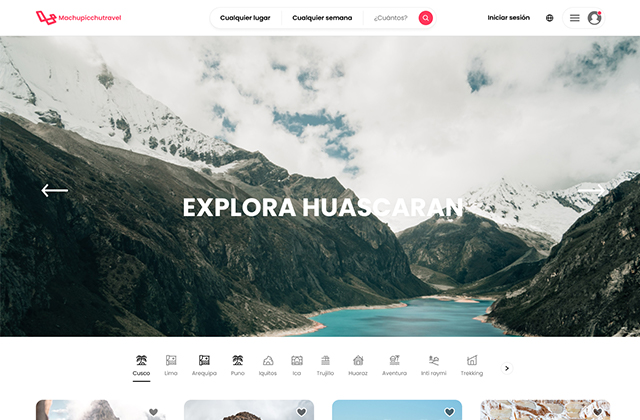 Machupicchutravel
Cualquier lugar
Cualquier semana
¿Cuántos?
Iniciar sesión
EXPLORA HUASCARAN
Cusco
Lima
Arequipa
Puno
iquitos
Ica
Trujillo
Huaraz
Aventura
Inti raymi
Trekking